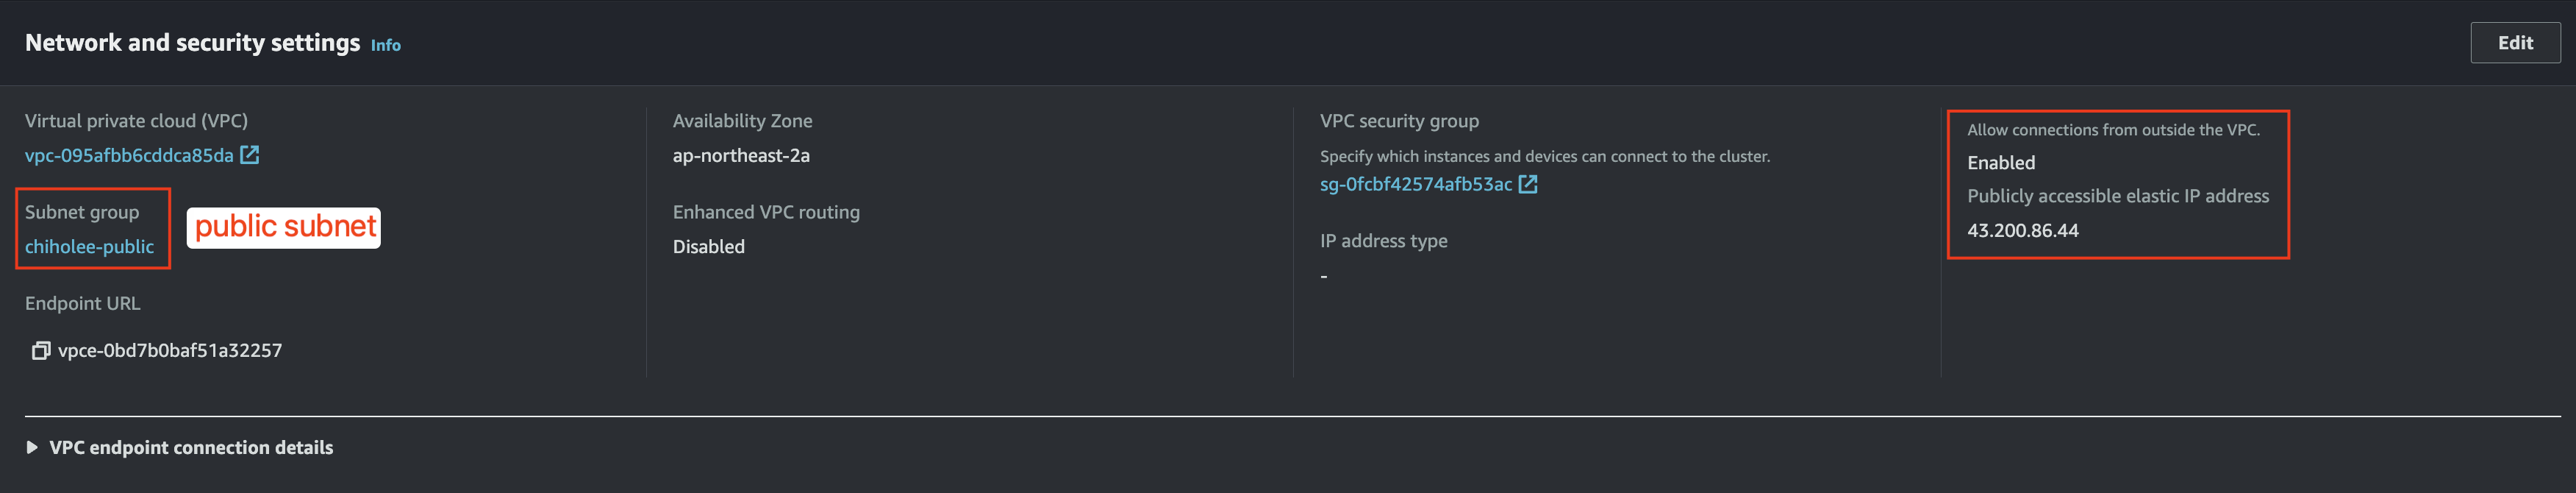 Network and security settings Info
Edit
Virtual private cloud (VPC)
vpc-095afbb6cddca85da
Subnet group
chiholee-public
public subnet
Endpoint URL
vpce-0bd7b0baf51a32257
Availability Zone
ap-northeast-2a
Enhanced VPC routing
Disabled
VPC security group
Specify which instances and devices can connect to the cluster.
sg-0fcbf42574afb53ac
IP address type
-
Allow connections from outside the VPC.
Enabled
Publicly accessible elastic IP address
43.200.86.44
VPC endpoint connection details